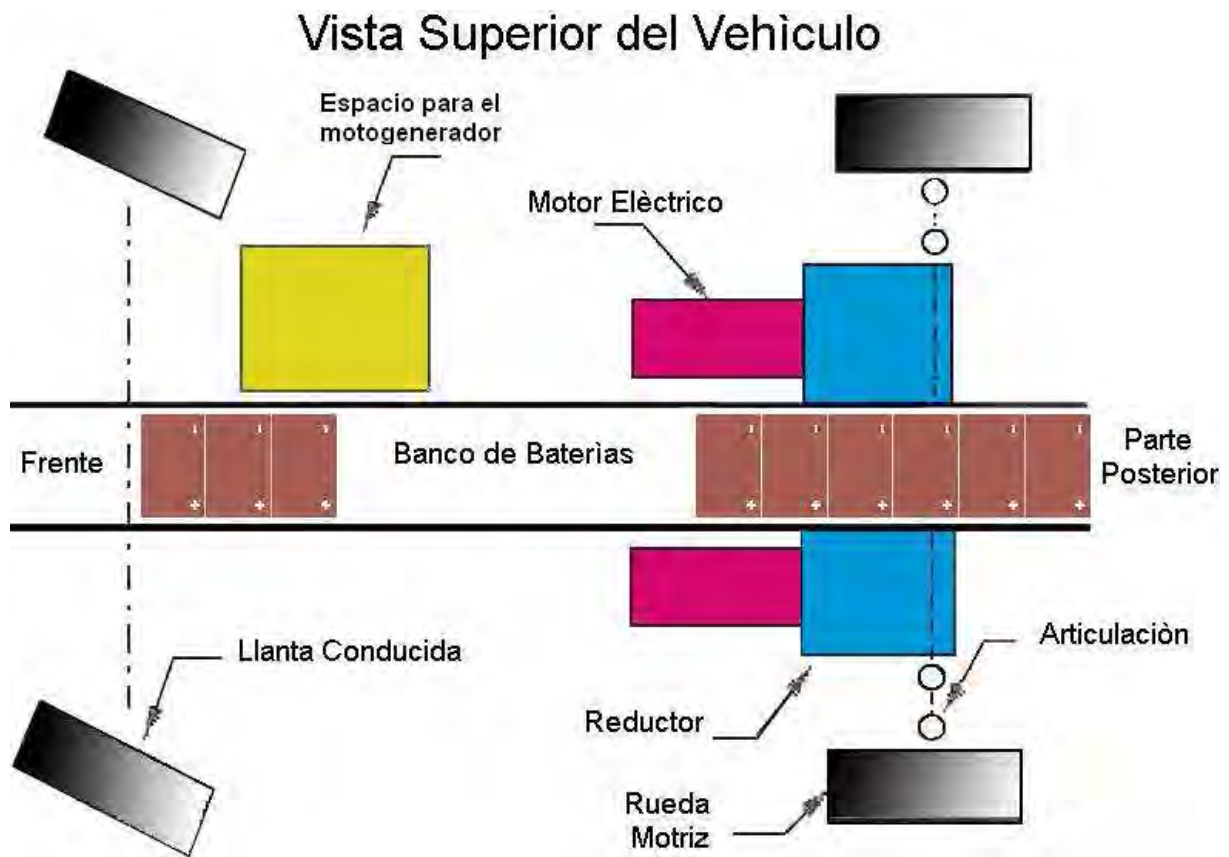 Vista Superior del Vehìculo
Espacio para el
motogenerador
Motor Elèctrico
Frente
Banco de Baterìas
Parte
Posterior
Llanta Conducida
Articulaciòn
Reductor
Rueda
Motriz